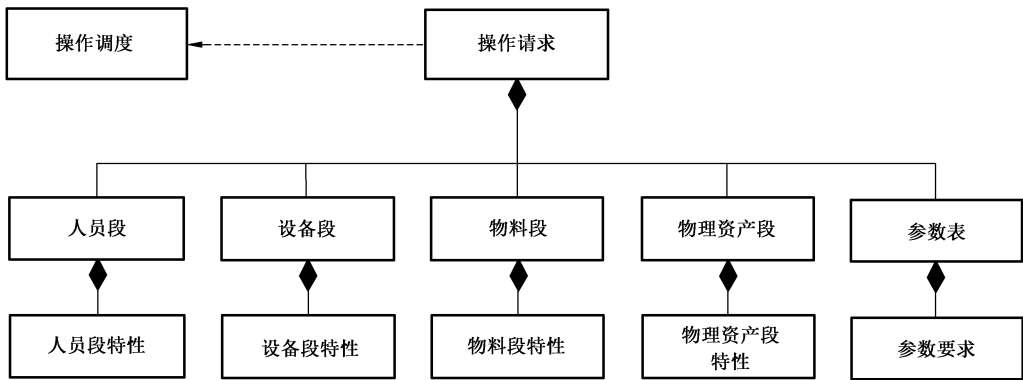 操作调度
操作请求
人员段
设备段
物料段
物理资产段
参数表
人员段特性
设备段特性
物料段特性
物理资产段
特性
参数要求